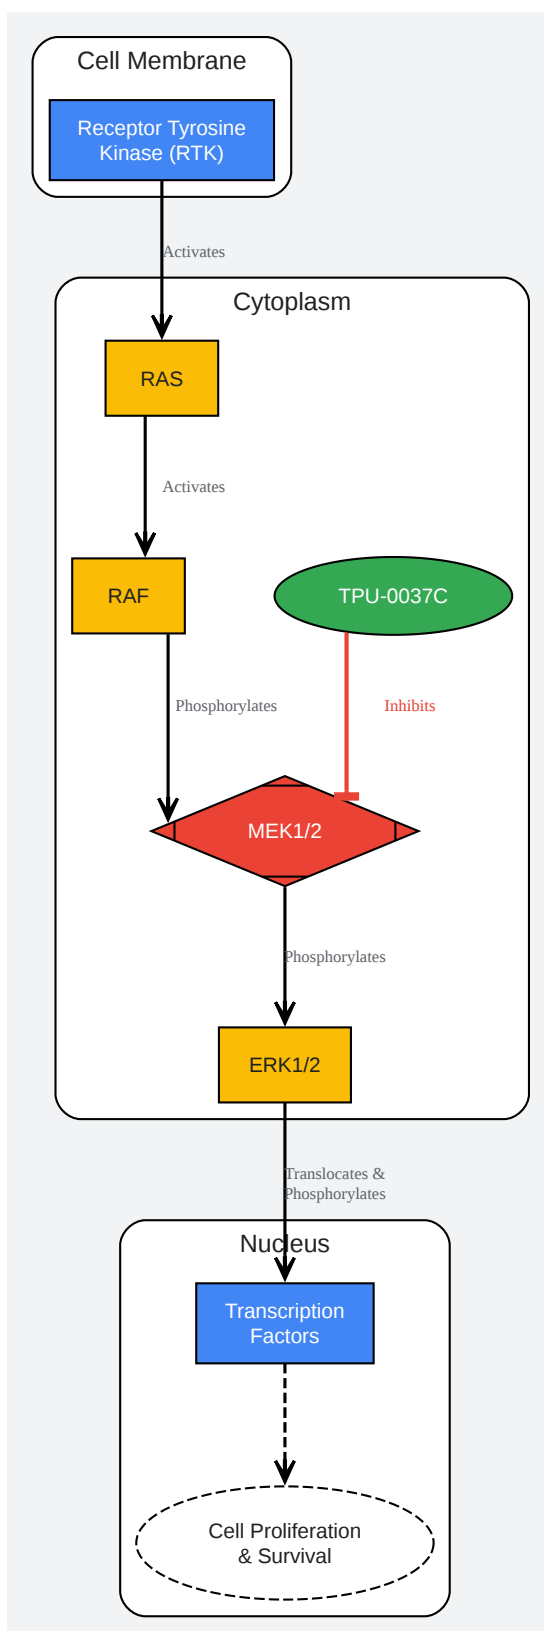 Cell Membrane
Receptor Tyrosine
Kinase (RTK)
Activates
Cytoplasm
RAS
Activates
RAF
TPU-0037C
Phosphorylates
Inhibits
MEK1/2
Phosphorylates
ERK1/2
Translocates &
Phosphorylates
Nucleus
Transcription
Factors
Cell Proliferation
& Survival